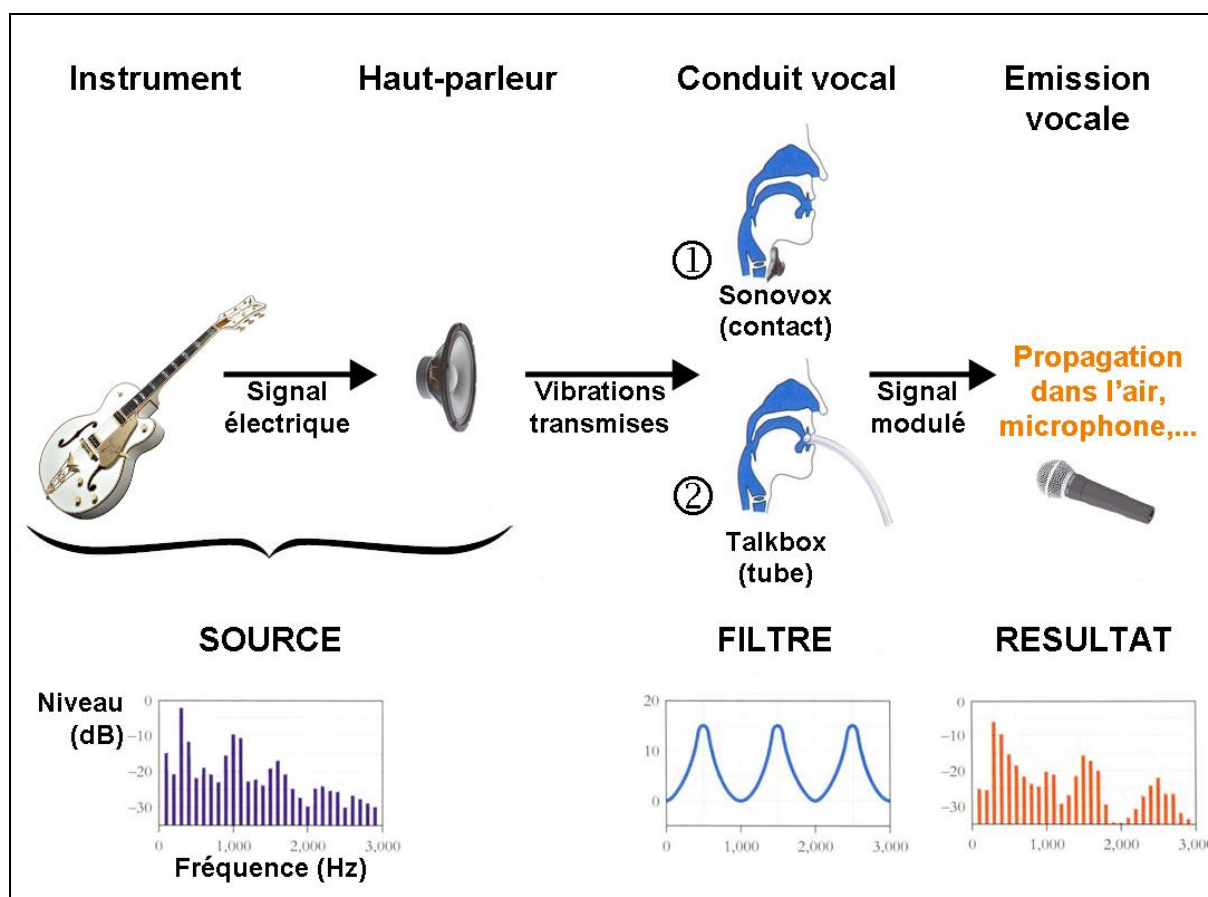 Instrument
Haut-parleur
Conduit vocal
Emission
vocale
①
Sonovox
(contact)
Signal
électrique
Vibrations
transmises
Signal
modulé
Propagation
dans l’air,
microphone,...
②
Talkbox
(tube)
SOURCE
FILTRE
RESULTAT
Niveau
(dB)
0
−10
−20
−30
0
1,000
2,000
3,000
Fréquence (Hz)
20
10
0
0
1,000
2,000
3,000
0
−10
−20
−30
0
1,000
2,000
3,000